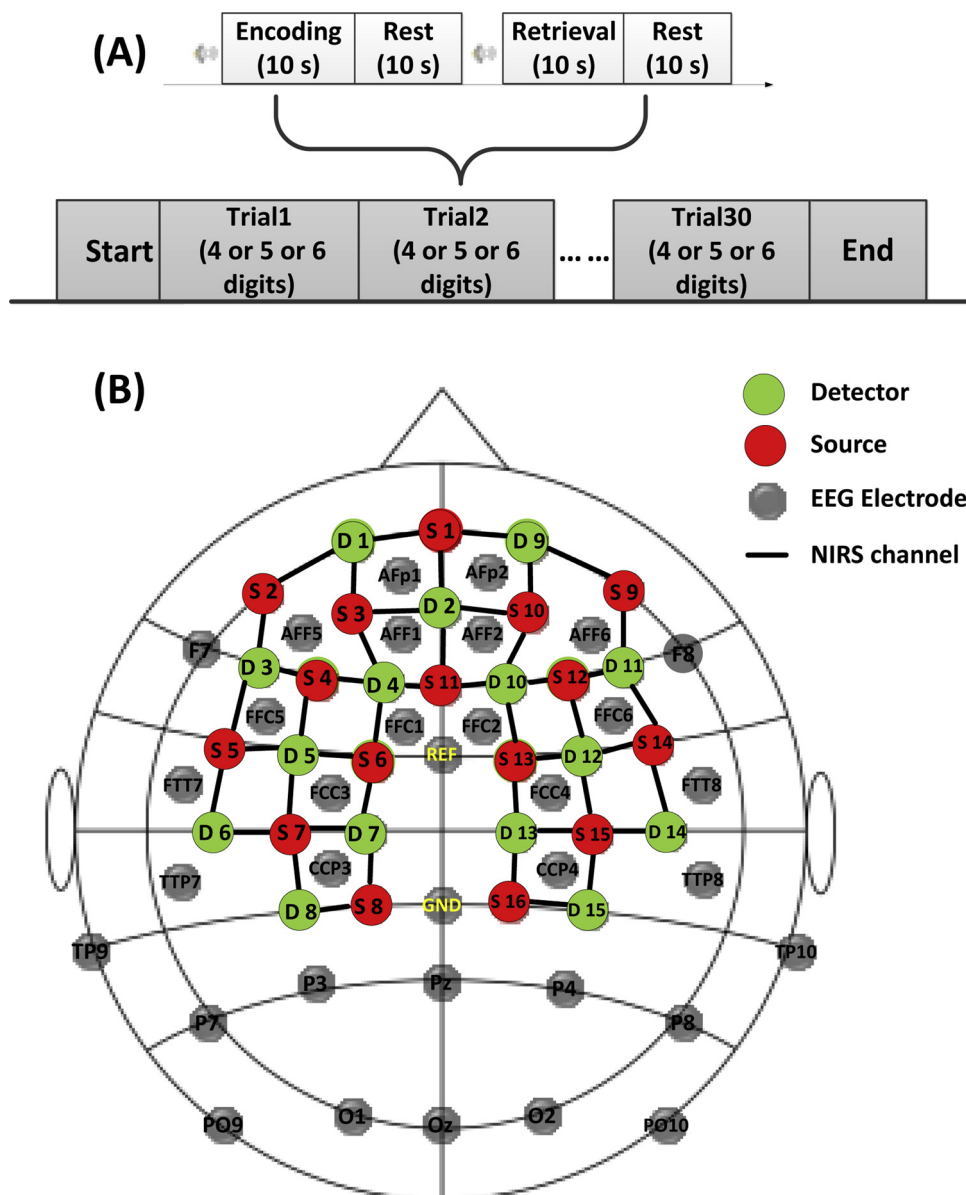 (A)
Encoding
(10 s)
Rest
(10 s)
Retrieval
(10 s)
Rest
(10 s)
Start
Trial1
(4 or 5 or 6
digits)
Trial2
(4 or 5 or 6
digits)
... ...
Trial30
(4 or 5 or 6
digits)
End
(B)
Detector
Source
EEG Electrode
NIRS channel
D 1
S 1
D 9
AFp1
AFp2
S 2
S 3
D 2
S 10
S 9
F7
AFF5
AFF1
AFF2
AFF6
F8
D 3
S 4
D 4
S 11
D 10
S 12
D 11
FFC5
FFC1
FFC2
FFC6
S 5
D 5
S 6
REF
S 13
D 12
S 14
FTT7
FCC3
FCC4
FTT8
D 6
S 7
D 7
D 13
S 15
D 14
TTP7
CCP3
CCP4
TTP8
D 8
S 8
GND
S 16
D 15
TP9
TP10
P3
Pz
P4
P7
P8
PO9
O1
Oz
O2
PO10